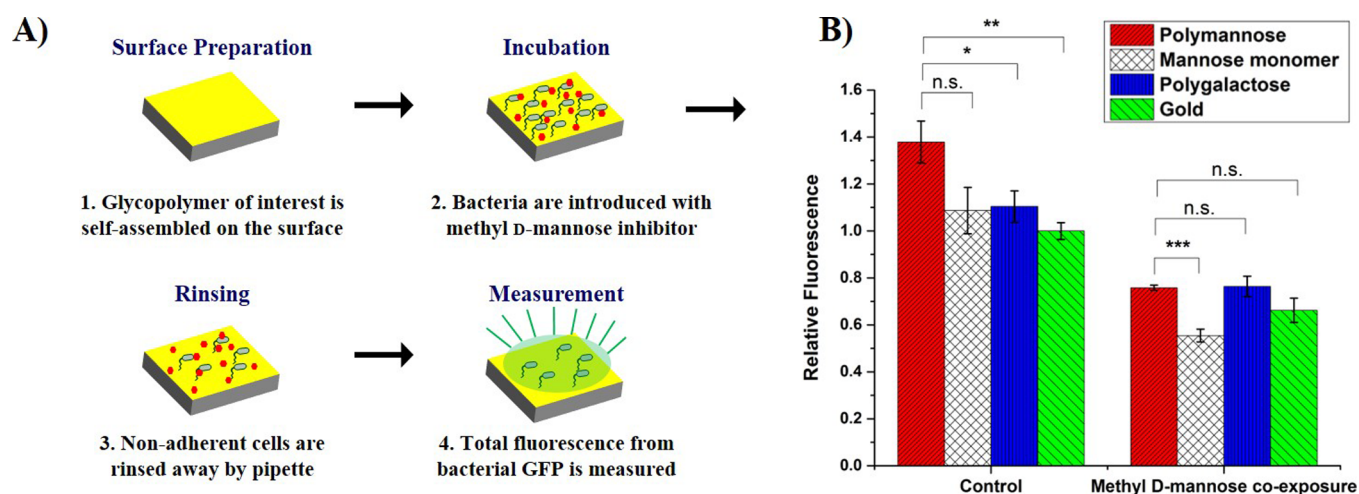 A)
Surface Preparation
Incubation
1. Glycopolymer of interest is
self-assembled on the surface
2. Bacteria are introduced with
methyl D-mannose inhibitor
Rinsing
Measurement
3. Non-adherent cells are
rinsed away by pipette
4. Total fluorescence from
bacterial GFP is measured
B)
Polymannose
Mannose monomer
Polygalactose
Gold
**
*
n.s.
n.s.
n.s.
***
Relative Fluorescence
1.6
1.4
1.2
1.0
0.8
0.6
0.4
0.2
0.0
Control
Methyl D-mannose co-exposure